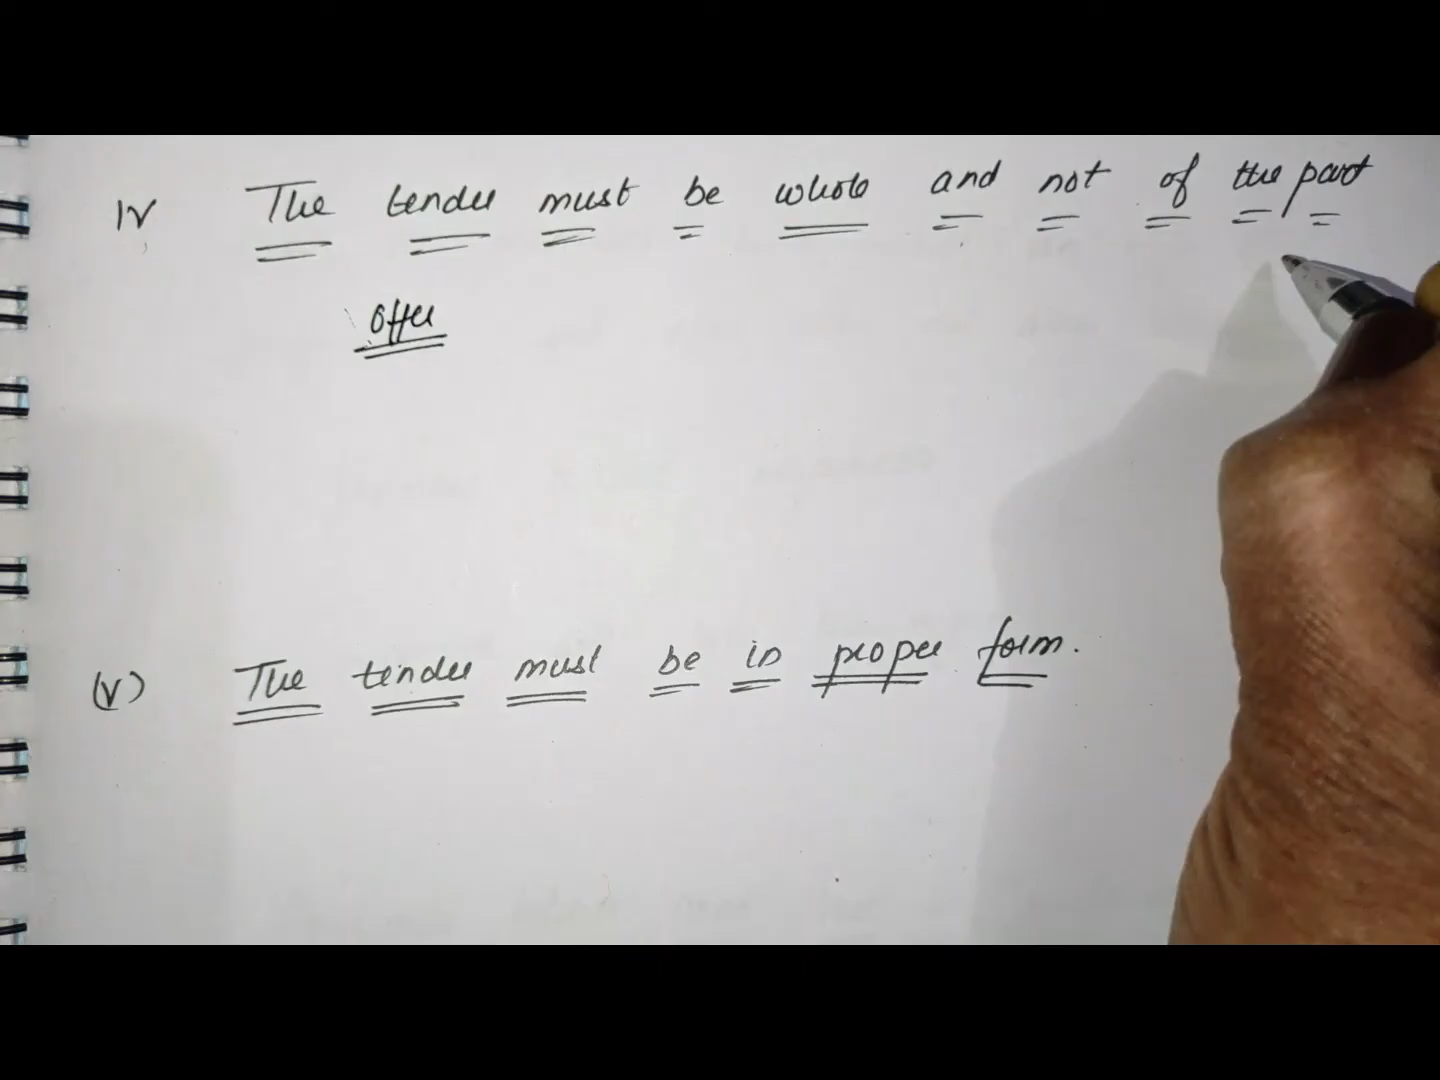 IV The tender must be whole and not of the part
offer
(V) The tender must be in proper form.